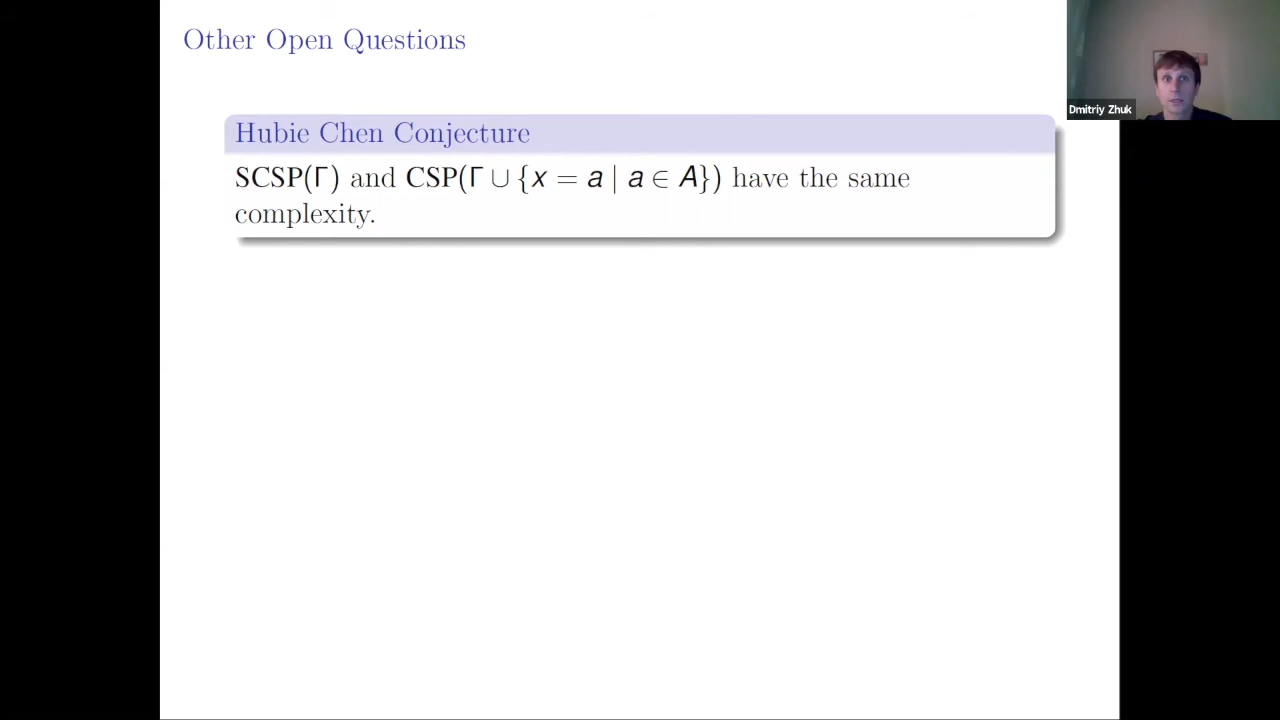 Other Open Questions
Dmitriy Zhuk
Hubie Chen Conjecture
SCSP(Γ) and CSP(Γ ∪ {x = a | a ∈ A}) have the same
complexity.